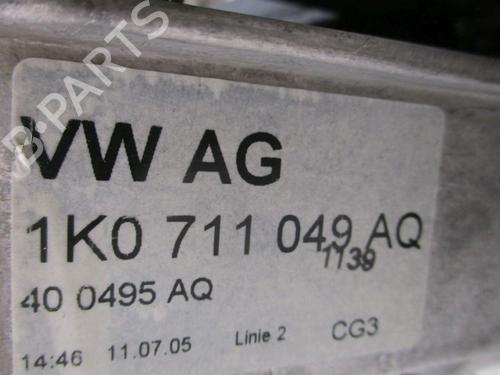 B-PARTS
VW AG
1K0 711 049 AQ
1139
40 0495 AQ
14:46 11.07.05 Linie 2 CG3